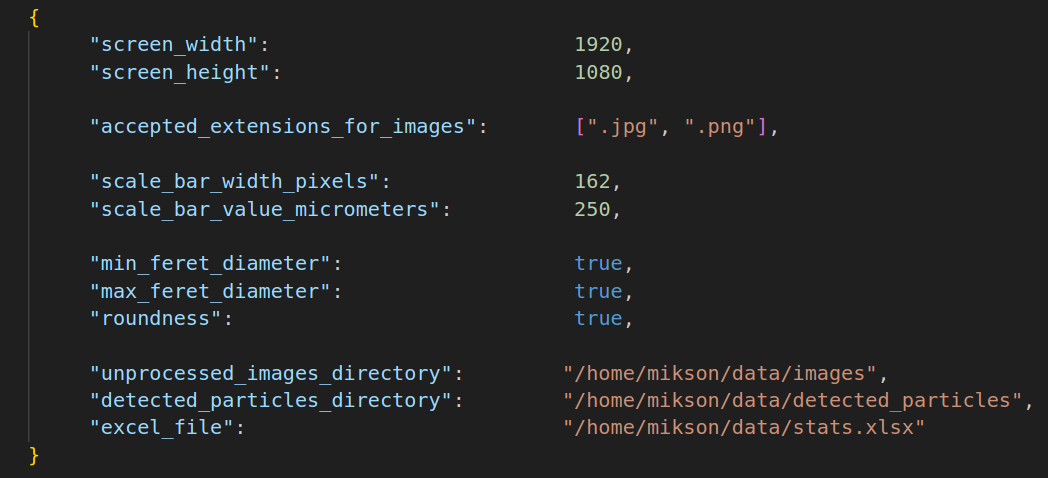 {
"screen_width": 1920,
"screen_height": 1080,
"accepted_extensions_for_images": [".jpg", ".png"],
"scale_bar_width_pixels": 162,
"scale_bar_value_micrometers": 250,
"min_feret_diameter": true,
"max_feret_diameter": true,
"roundness": true,
"unprocessed_images_directory": "/home/mikson/data/images",
"detected_particles_directory": "/home/mikson/data/detected_particles",
"excel_file": "/home/mikson/data/stats.xlsx"
}